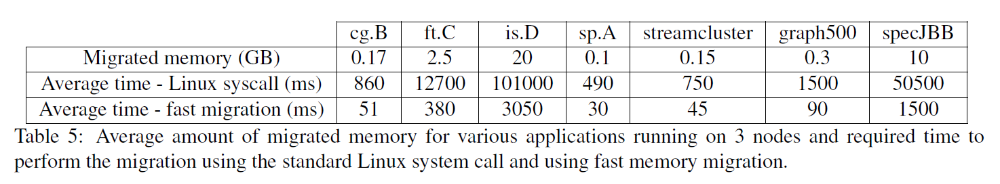 cg.B ft.C is.D sp.A streamcluster graph500 specJBB
Migrated memory (GB) 0.17 2.5 20 0.1 0.15 0.3 10
Average time - Linux syscall (ms) 860 12700 101000 490 750 1500 50500
Average time - fast migration (ms) 51 380 3050 30 45 90 1500
Table 5: Average amount of migrated memory for various applications running on 3 nodes and required time to
perform the migration using the standard Linux system call and using fast memory migration.